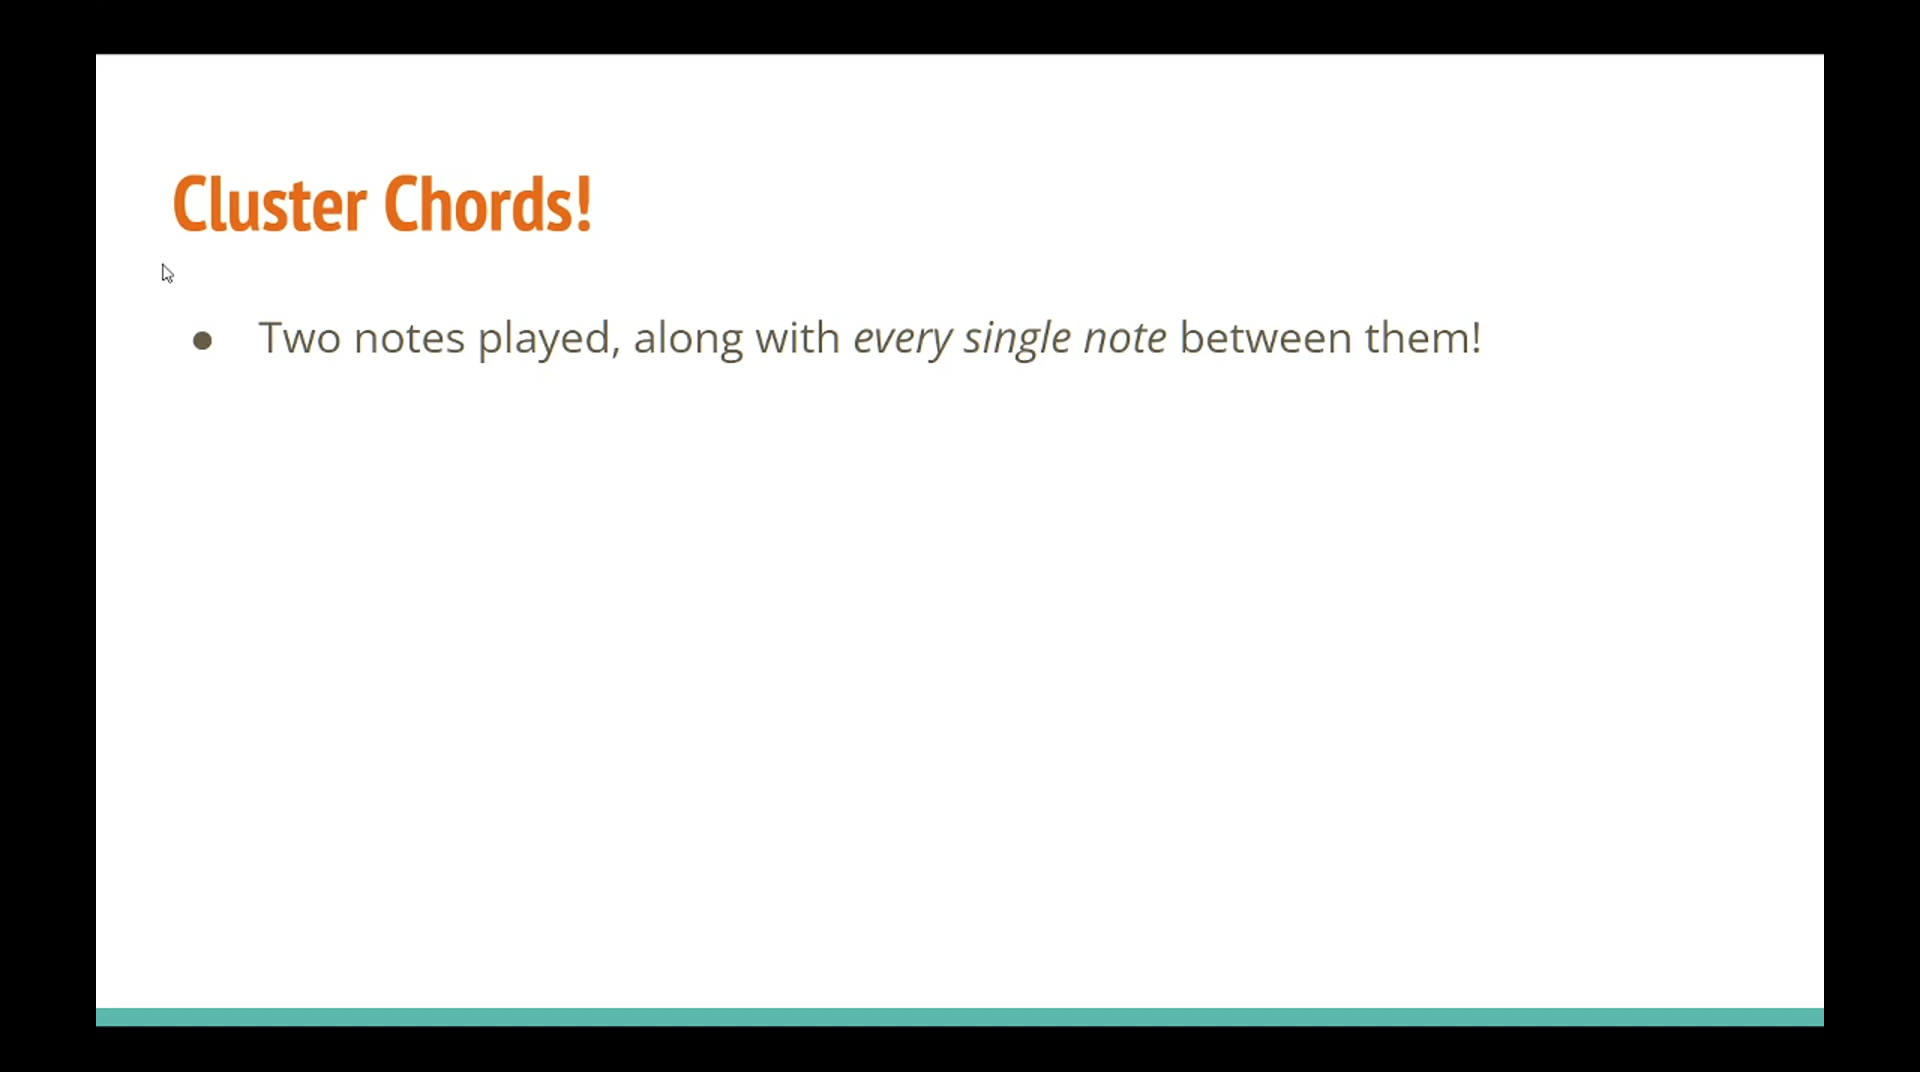 Cluster Chords!
● Two notes played, along with every single note between them!